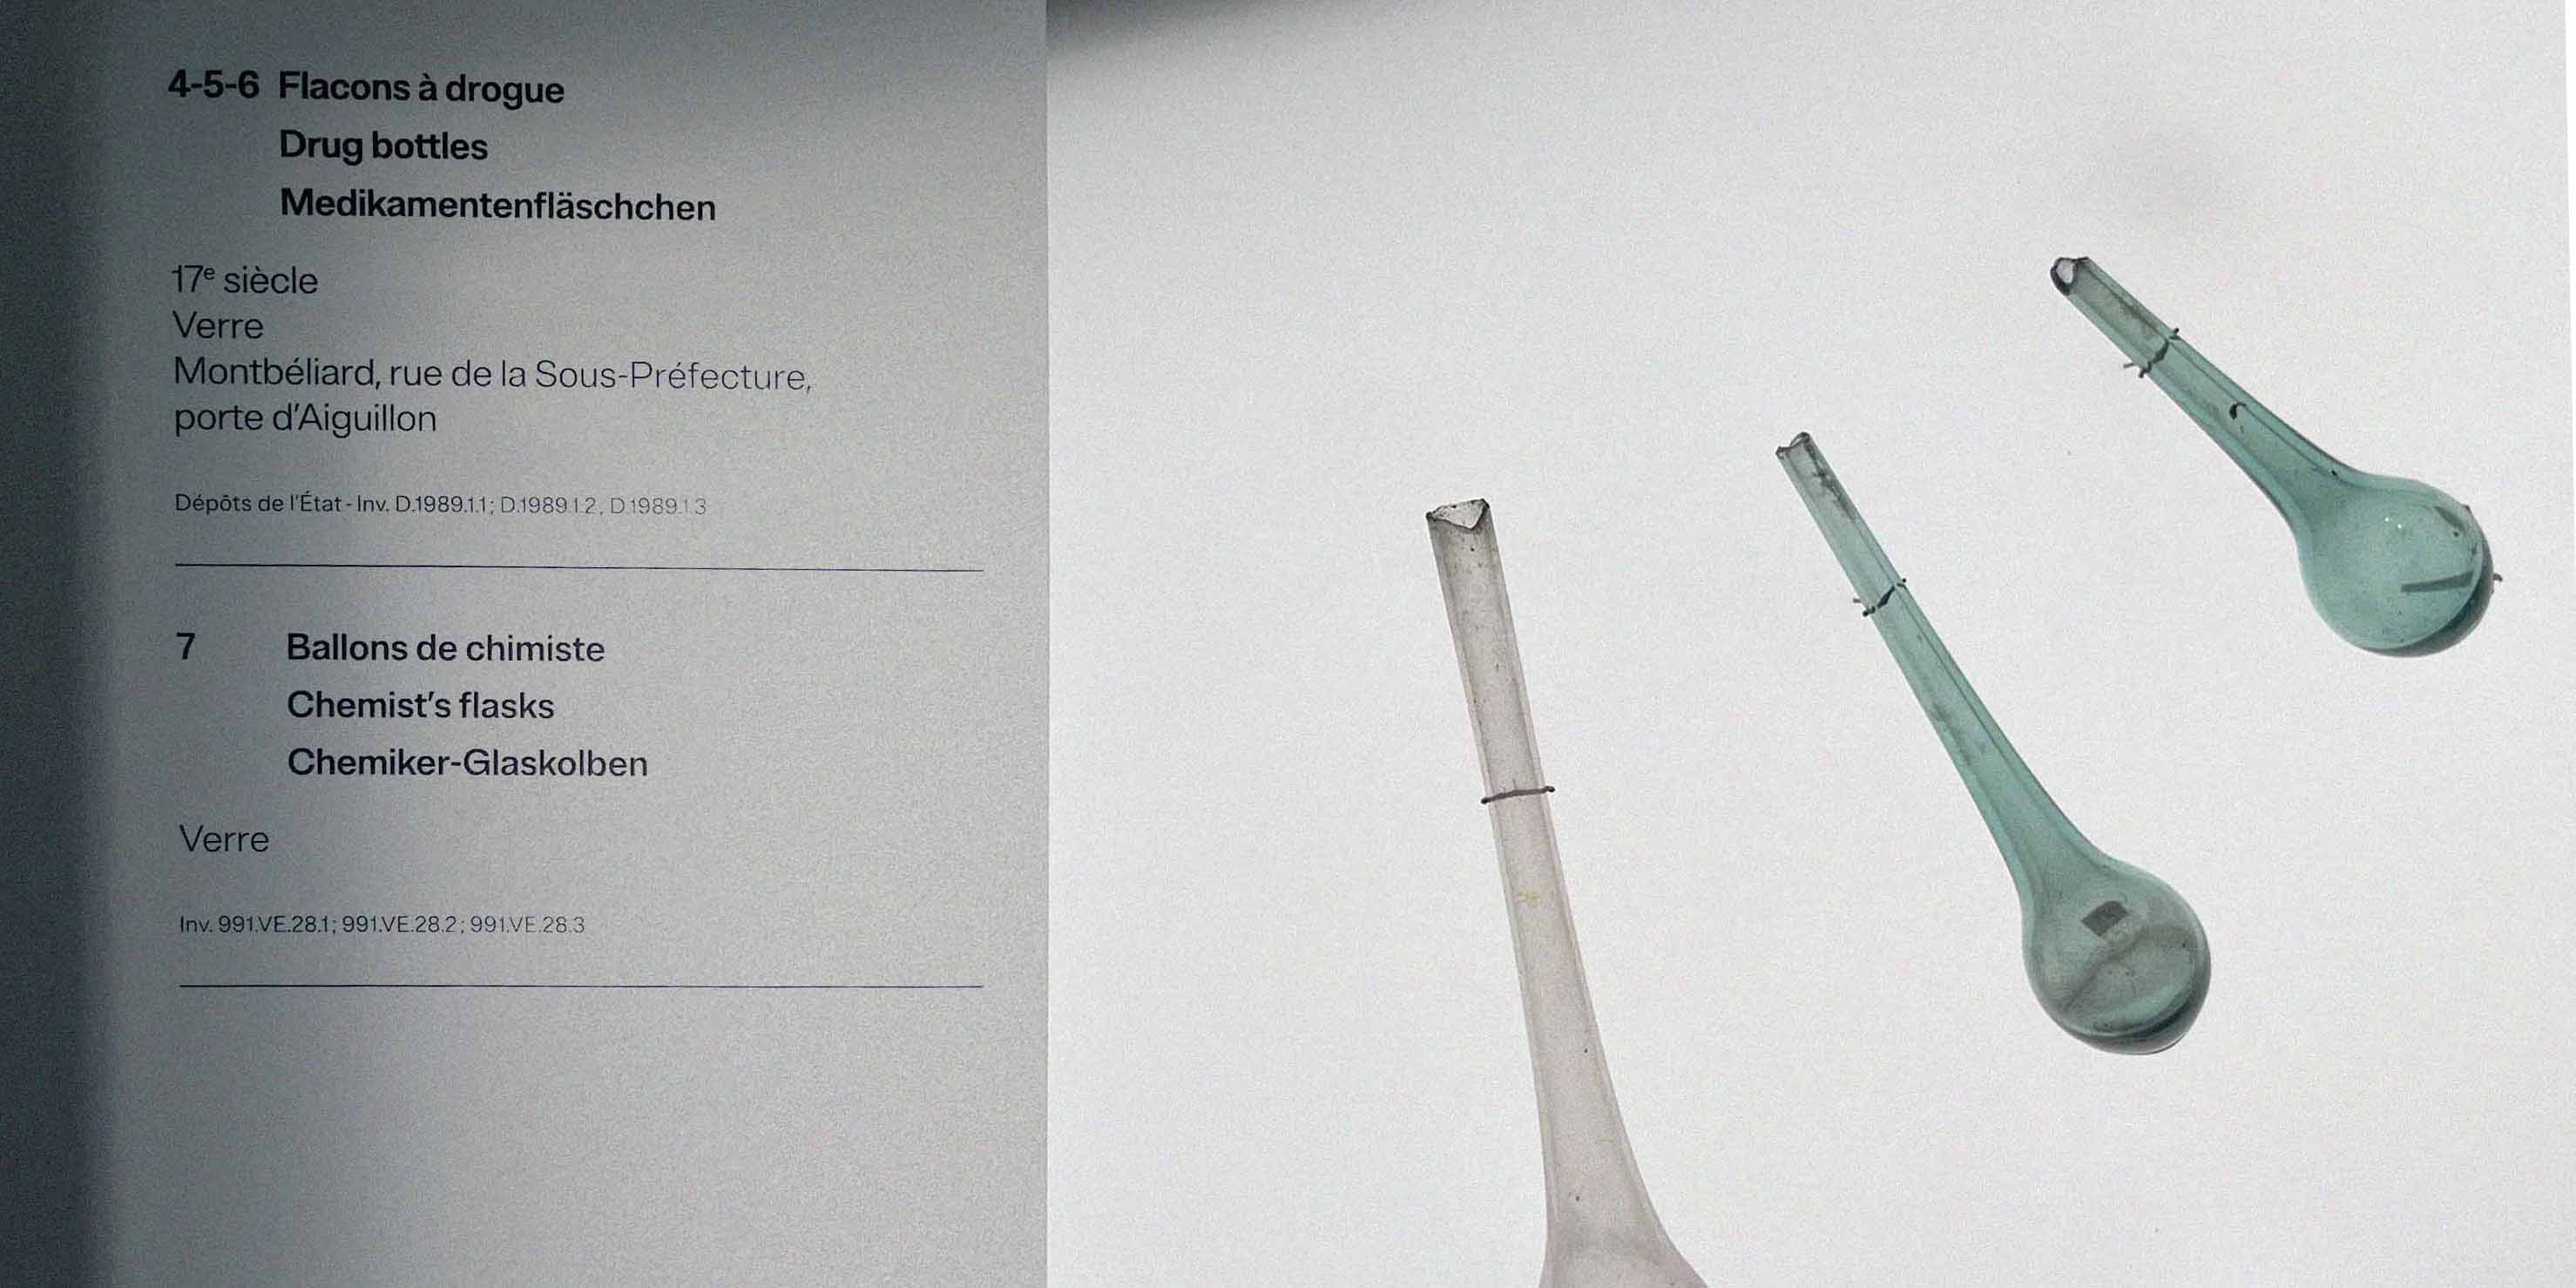 4-5-6 Flacons à drogue
Drug bottles
Medikamentenfläschchen
17e siècle
Verre
Montbéliard, rue de la Sous-Préfecture,
porte d'Aiguillon
Dépôts de l'État - Inv. D.1989.1.1; D.1989.1.2, D.1989.1.3
7 Ballons de chimiste
Chemist's flasks
Chemiker-Glaskolben
Verre
Inv. 991.VE.28.1; 991.VE.28.2; 991.VE.28.3